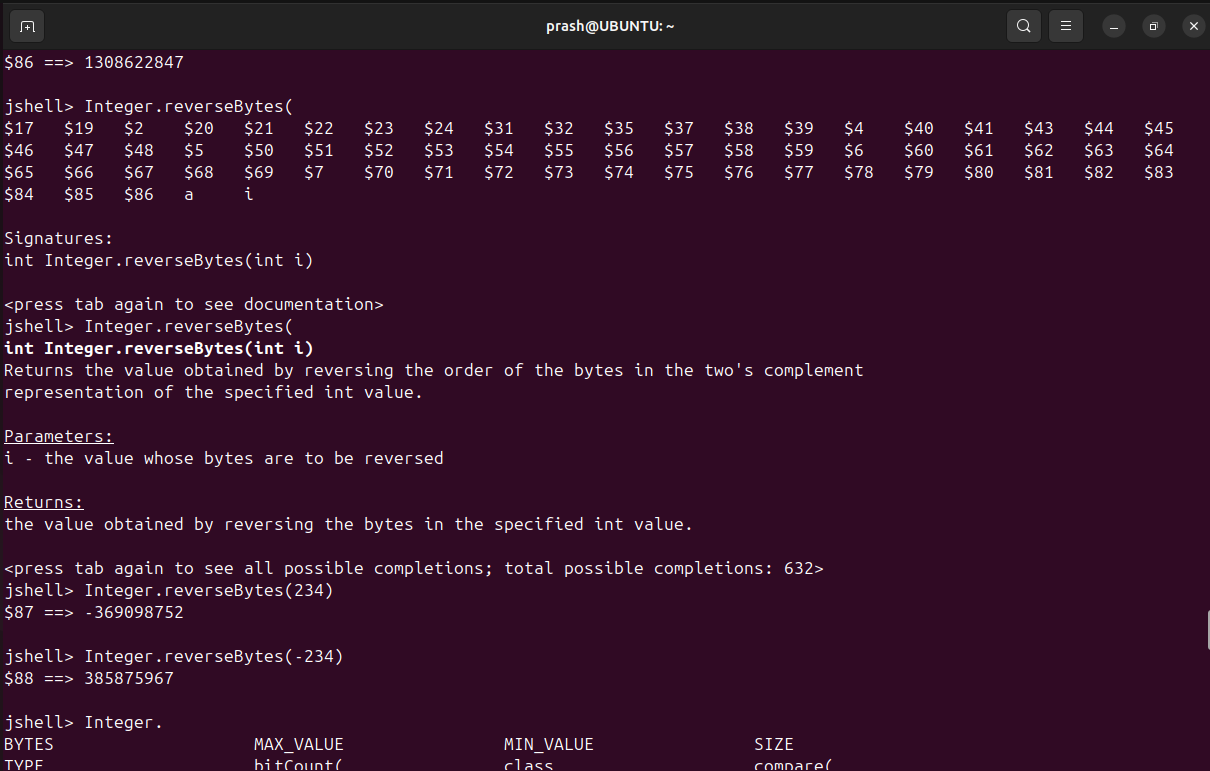 prash@UBUNTU: ~
$86 ==> 1308622847
jshell> Integer.reverseBytes(
$17 $19 $2 $20 $21 $22 $23 $24 $31 $32 $35 $37 $38 $39 $4 $40 $41 $43 $44 $45
$46 $47 $48 $5 $50 $51 $52 $53 $54 $55 $56 $57 $58 $59 $6 $60 $61 $62 $63 $64
$65 $66 $67 $68 $69 $7 $70 $71 $72 $73 $74 $75 $76 $77 $78 $79 $80 $81 $82 $83
$84 $85 $86 a i
Signatures:
int Integer.reverseBytes(int i)
<press tab again to see documentation>
jshell> Integer.reverseBytes(
int Integer.reverseBytes(int i)
Returns the value obtained by reversing the order of the bytes in the two's complement
representation of the specified int value.
Parameters:
i - the value whose bytes are to be reversed
Returns:
the value obtained by reversing the bytes in the specified int value.
<press tab again to see all possible completions; total possible completions: 632>
jshell> Integer.reverseBytes(234)
$87 ==> -369098752
jshell> Integer.reverseBytes(-234)
$88 ==> 385875967
jshell> Integer.
BYTES MAX_VALUE MIN_VALUE SIZE
TYPE bitCount( class compare(